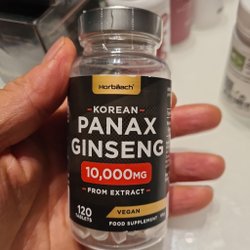 Horbäach
KOREAN
PANAX
GINSENG
10,000MG
FROM EXTRACT
120
TABLETS
VEGAN
FOOD SUPPLEMENT